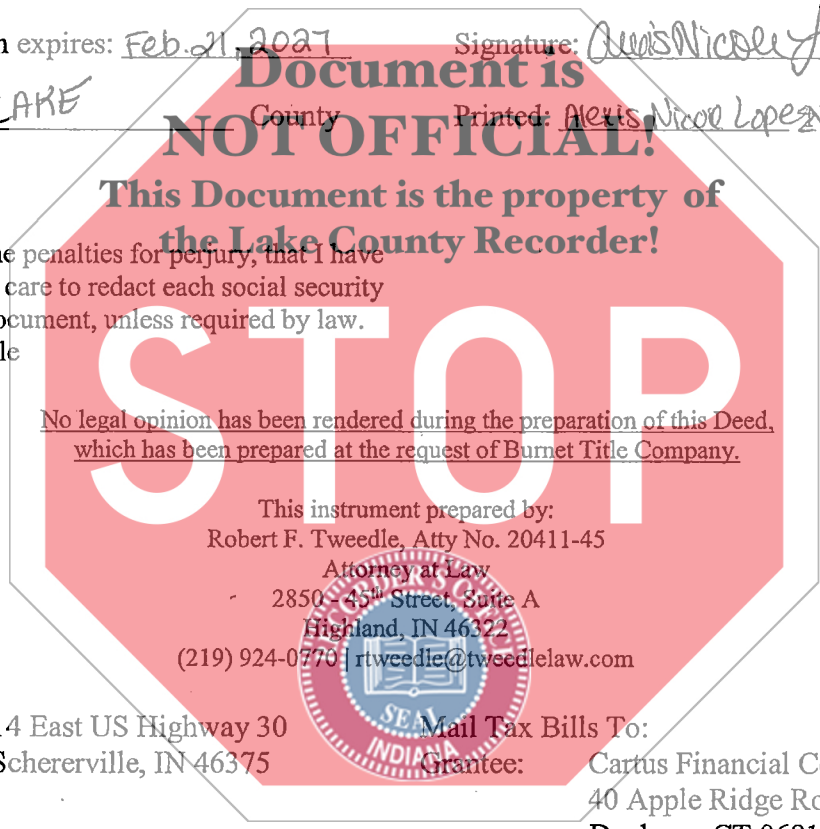 n expires: Feb. 21, 2027 Signature:
LAKE County Printed: Alexis Nicole Lopez
Document is
NOT OFFICIAL!
This Document is the property of
the Lake County Recorder!
e penalties for perjury, that I have
care to redact each social security
ocument, unless required by law.
le
STOP
No legal opinion has been rendered during the preparation of this Deed,
which has been prepared at the request of Burnet Title Company.
This instrument prepared by:
Robert F. Tweedle, Atty No. 20411-45
Attorney at Law
2850 - 45th Street, Suite A
Highland, IN 46322
(219) 924-0770 | rtweedle@tweedlelaw.com
RECORDER'S OFFICE
SEAL
INDIANA
4 East US Highway 30 Mail Tax Bills To:
Schererville, IN 46375 Grantee: Cartus Financial C
40 Apple Ridge Ro